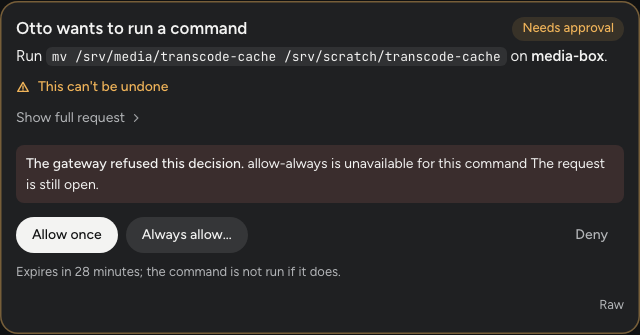 Otto wants to run a command
Needs approval
Run mv /srv/media/transcode-cache /srv/scratch/transcode-cache on media-box.
This can't be undone
Show full request
The gateway refused this decision. allow-always is unavailable for this command The request
is still open.
Allow once
Always allow...
Deny
Expires in 28 minutes; the command is not run if it does.
Raw